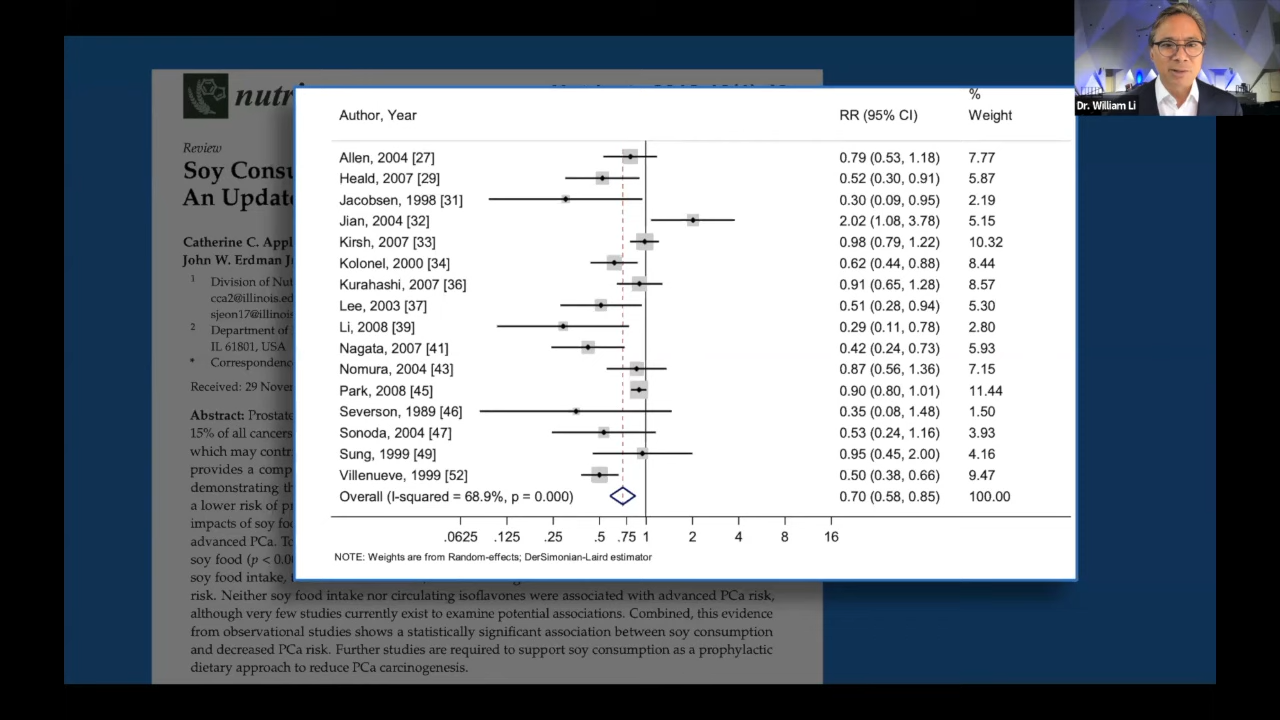 nutri
Review
Soy Cons
An Update
Catherine C. Appl
John W. Erdman J
1 Division of Nut
cca2@illinois.ed
sjeon17@illinois
2 Department of
IL 61801, USA
* Correspondence
Received: 29 Nover
Abstract: Prostate
15% of all cancers
which may contri
provides a comp
demonstrating th
a lower risk of p
impacts of soy foo
advanced PCa. To
soy food (p < 0.00
soy food intake, t
risk. Neither soy food intake nor circulating isoflavones were associated with advanced PCa risk,
although very few studies currently exist to examine potential associations. Combined, this evidence
from observational studies shows a statistically significant association between soy consumption
and decreased PCa risk. Further studies are required to support soy consumption as a prophylactic
dietary approach to reduce PCa carcinogenesis.
%
Author, Year RR (95% CI) Weight
Allen, 2004 [27] 0.79 (0.53, 1.18) 7.77
Heald, 2007 [29] 0.52 (0.30, 0.91) 5.87
Jacobsen, 1998 [31] 0.30 (0.09, 0.95) 2.19
Jian, 2004 [32] 2.02 (1.08, 3.78) 5.15
Kirsh, 2007 [33] 0.98 (0.79, 1.22) 10.32
Kolonel, 2000 [34] 0.62 (0.44, 0.88) 8.44
Kurahashi, 2007 [36] 0.91 (0.65, 1.28) 8.57
Lee, 2003 [37] 0.51 (0.28, 0.94) 5.30
Li, 2008 [39] 0.29 (0.11, 0.78) 2.80
Nagata, 2007 [41] 0.42 (0.24, 0.73) 5.93
Nomura, 2004 [43] 0.87 (0.56, 1.36) 7.15
Park, 2008 [45] 0.90 (0.80, 1.01) 11.44
Severson, 1989 [46] 0.35 (0.08, 1.48) 1.50
Sonoda, 2004 [47] 0.53 (0.24, 1.16) 3.93
Sung, 1999 [49] 0.95 (0.45, 2.00) 4.16
Villenueve, 1999 [52] 0.50 (0.38, 0.66) 9.47
Overall (I-squared = 68.9%, p = 0.000) 0.70 (0.58, 0.85) 100.00
.0625 .125 .25 .5 .75 1 2 4 8 16
NOTE: Weights are from Random-effects; DerSimonian-Laird estimator
Dr. William Li